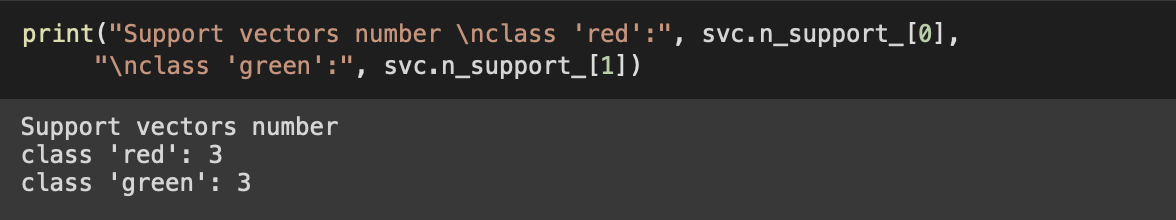 print("Support vectors number \nclass 'red':", svc.n_support_[0],
"\nclass 'green':", svc.n_support_[1])
Support vectors number
class 'red': 3
class 'green': 3